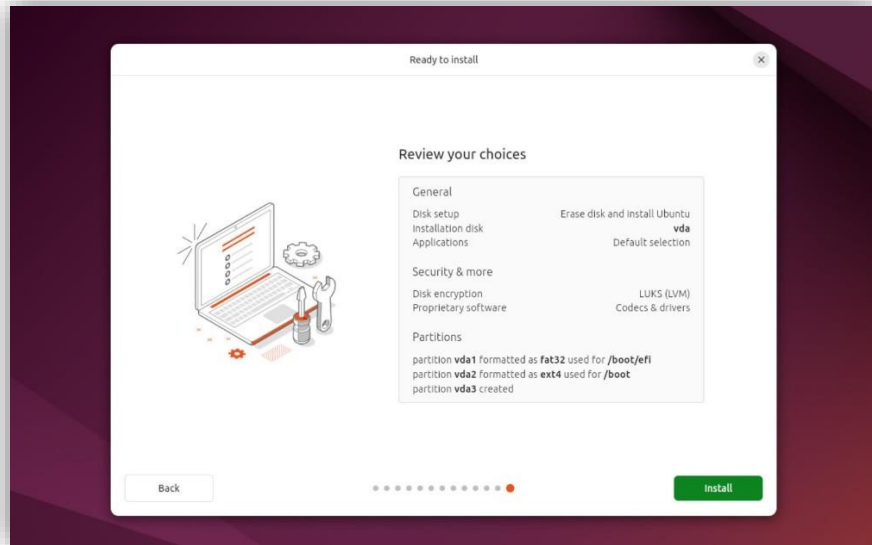 Ready to install
Review your choices
General
Disk setup Erase disk and install Ubuntu
Installation disk vda
Applications Default selection
Security & more
Disk encryption LUKS (LVM)
Proprietary software Codecs & drivers
Partitions
partition vda1 formatted as fat32 used for /boot/efi
partition vda2 formatted as ext4 used for /boot
partition vda3 created
Back Install